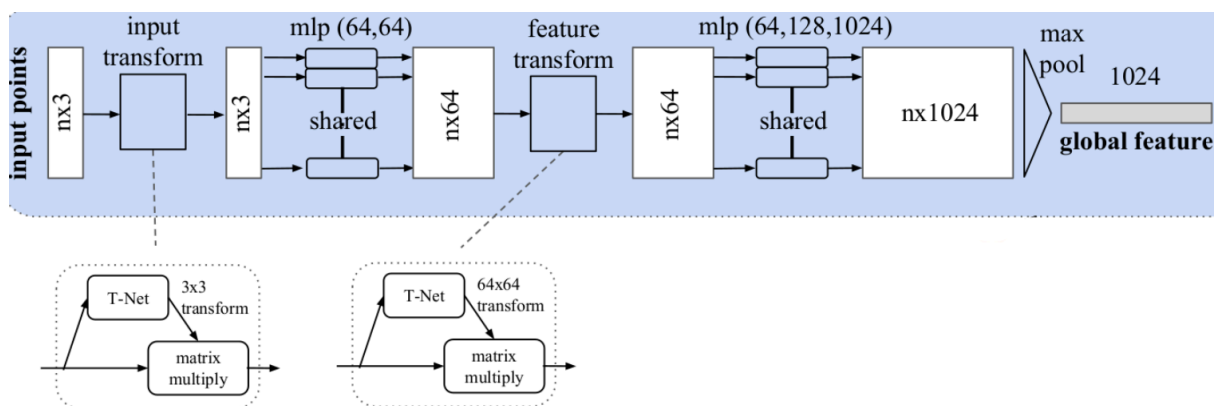 input points
nx3
input
transform
nx3
mlp (64,64)
shared
nx64
feature
transform
nx64
mlp (64,128,1024)
shared
nx1024
max
pool
1024
global feature
T-Net
3x3
transform
matrix
multiply
T-Net
64x64
transform
matrix
multiply